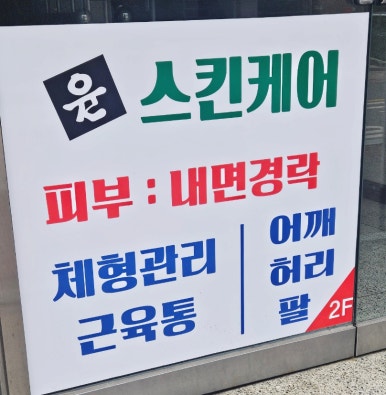 윤 스킨케어
피부 : 내면경락
체형관리
근육통
어깨
허리
팔
2F